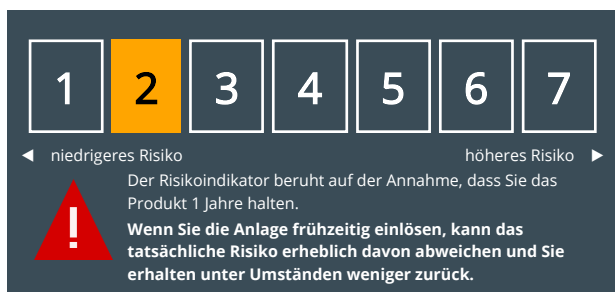 1 2 3 4 5 6 7
niedrigeres Risiko höheres Risiko
Der Risikoindikator beruht auf der Annahme, dass Sie das
Produkt 1 Jahre halten.
Wenn Sie die Anlage frühzeitig einlösen, kann das
tatsächliche Risiko erheblich davon abweichen und Sie
erhalten unter Umständen weniger zurück.